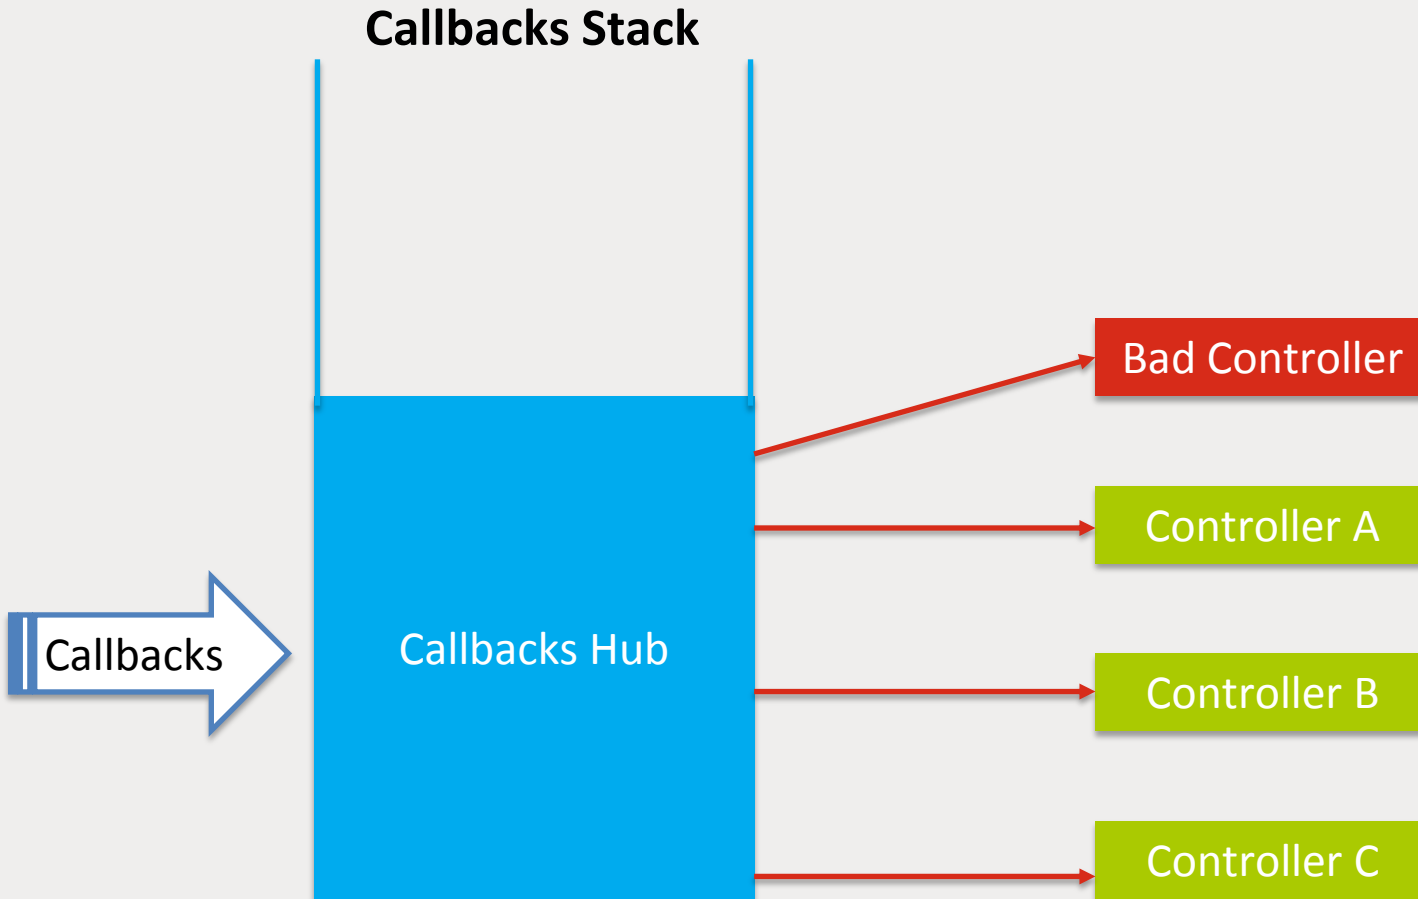 Callbacks Stack
Bad Controller
Controller A
Callbacks
Callbacks Hub
Controller B
Controller C